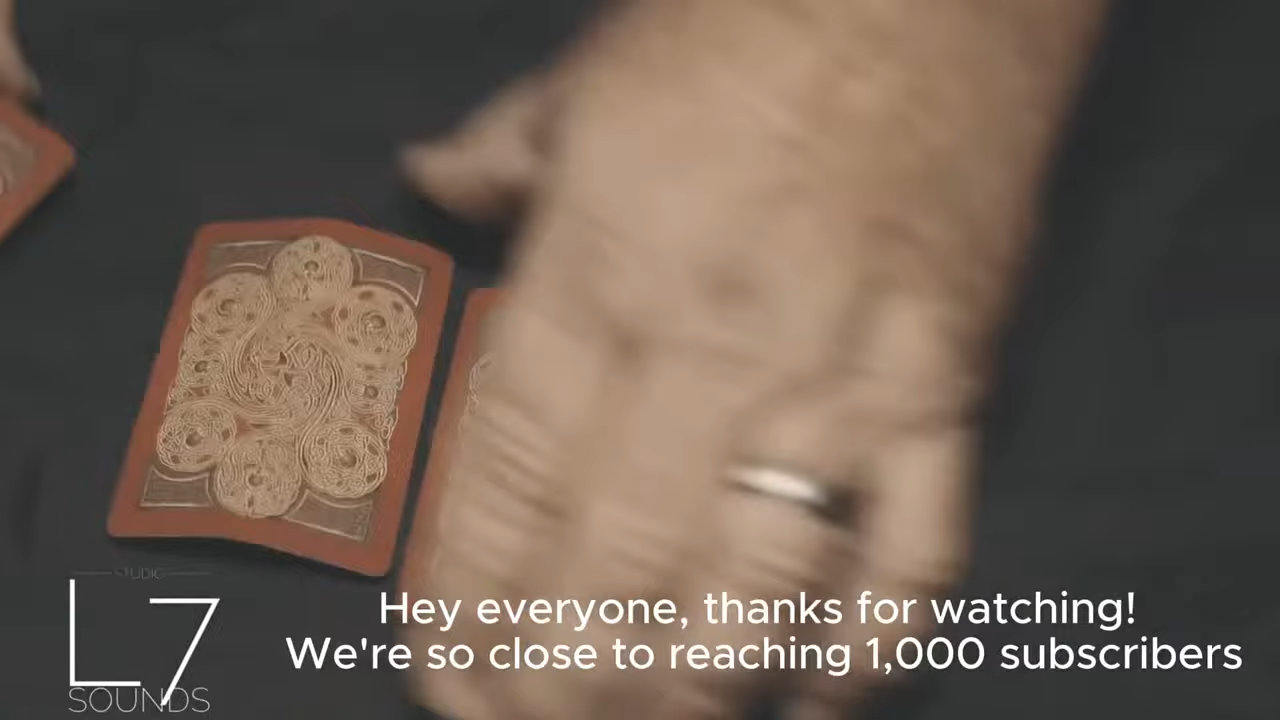 Hey everyone, thanks for watching!
We're so close to reaching 1,000 subscribers
STUDIO
L7
SOUNDS